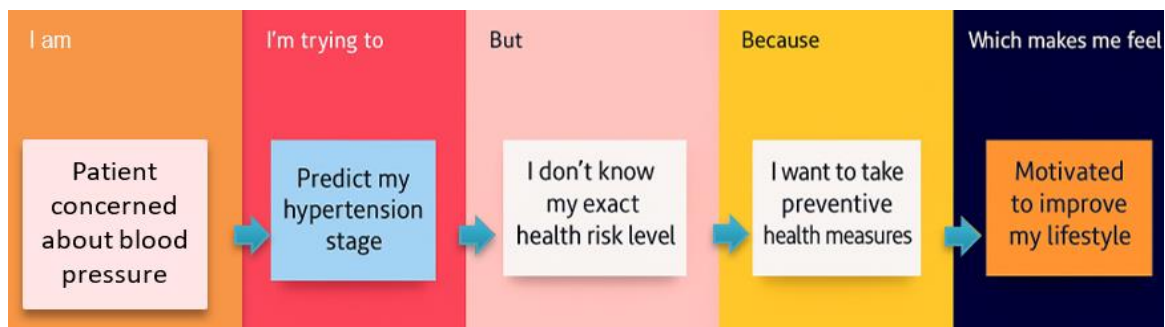 I am
I'm trying to
But
Because
Which makes me feel
Patient
concerned
about blood
pressure
Predict my
hypertension
stage
I don't know
my exact
health risk level
I want to take
preventive
health measures
Motivated
to improve
my lifestyle